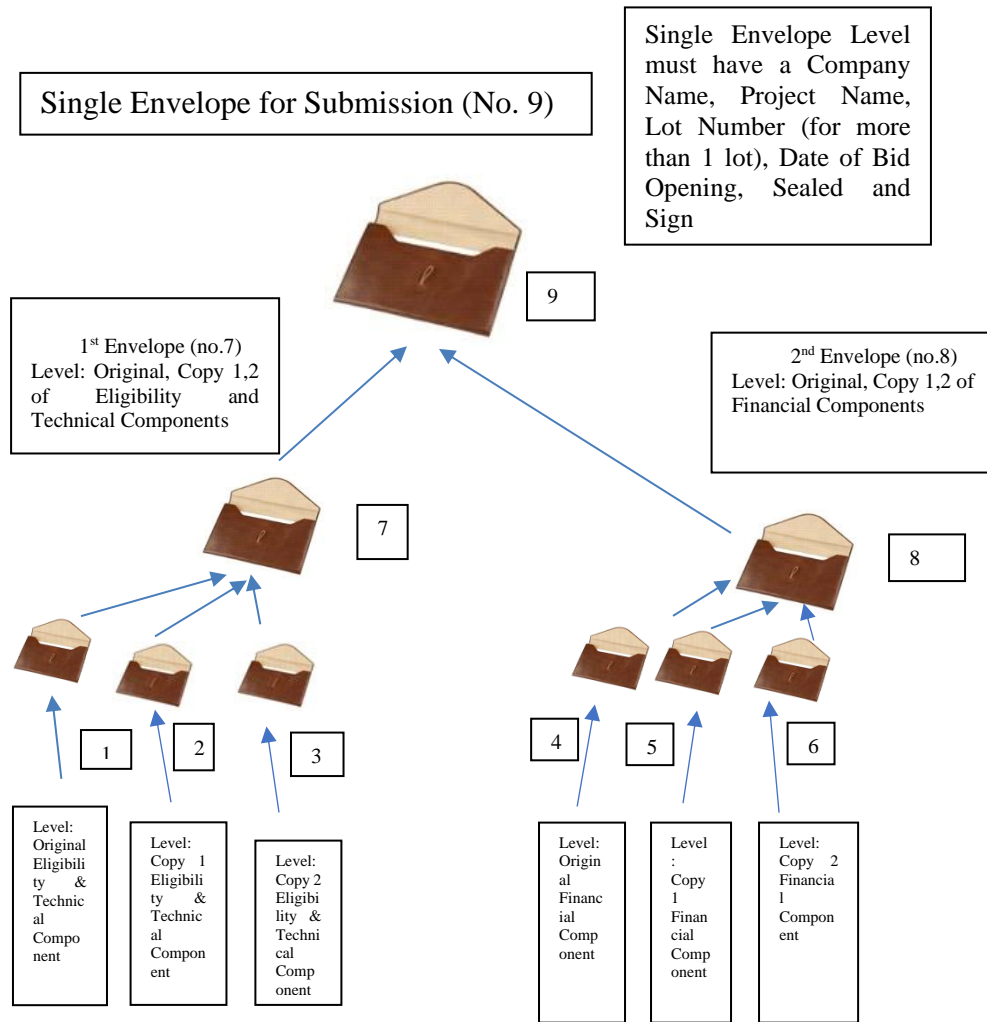 Single Envelope for Submission (No. 9)
Single Envelope Level
must have a Company
Name, Project Name,
Lot Number (for more
than 1 lot), Date of Bid
Opening, Sealed and
Sign
9
1st Envelope (no.7)
Level: Original, Copy 1,2
of Eligibility and
Technical Components
2nd Envelope (no.8)
Level: Original, Copy 1,2 of
Financial Components
7
8
1
2
3
4
5
6
Level:
Original
Eligibil
ity &
Technic
al
Compo
nent
Level:
Copy 1
Eligibili
ty &
Technic
al
Compon
ent
Level:
Copy 2
Eligibi
lity &
Techni
cal
Comp
onent
Level:
Origin
al
Financ
ial
Comp
onent
Level
:
Copy
1
Finan
cial
Comp
onent
Level:
Copy 2
Financia
l
Compon
ent